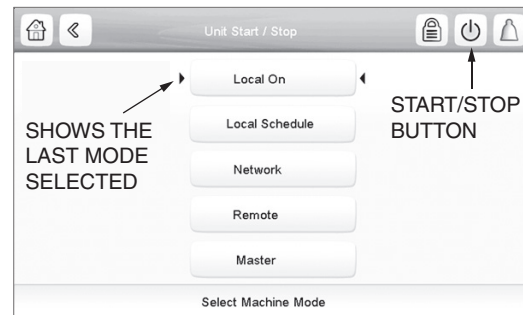 Unit Start / Stop
Local On
START/STOP
BUTTON
SHOWS THE
LAST MODE
SELECTED
Local Schedule
Network
Remote
Master
Select Machine Mode